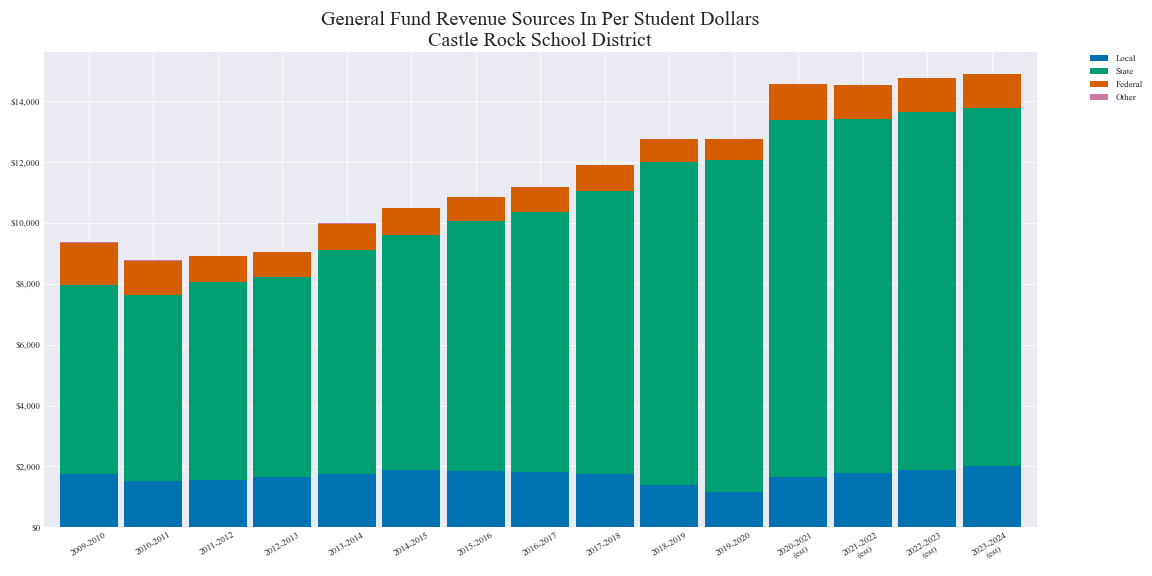 General Fund Revenue Sources In Per Student Dollars
Castle Rock School District
Local
State
Federal
Other
$14,000
$12,000
$10,000
$8,000
$6,000
$4,000
$2,000
$0
2009-2010
2010-2011
2011-2012
2012-2013
2013-2014
2014-2015
2015-2016
2016-2017
2017-2018
2018-2019
2019-2020
2020-2021
(est)
2021-2022
(est)
2022-2023
(est)
2023-2024
(est)